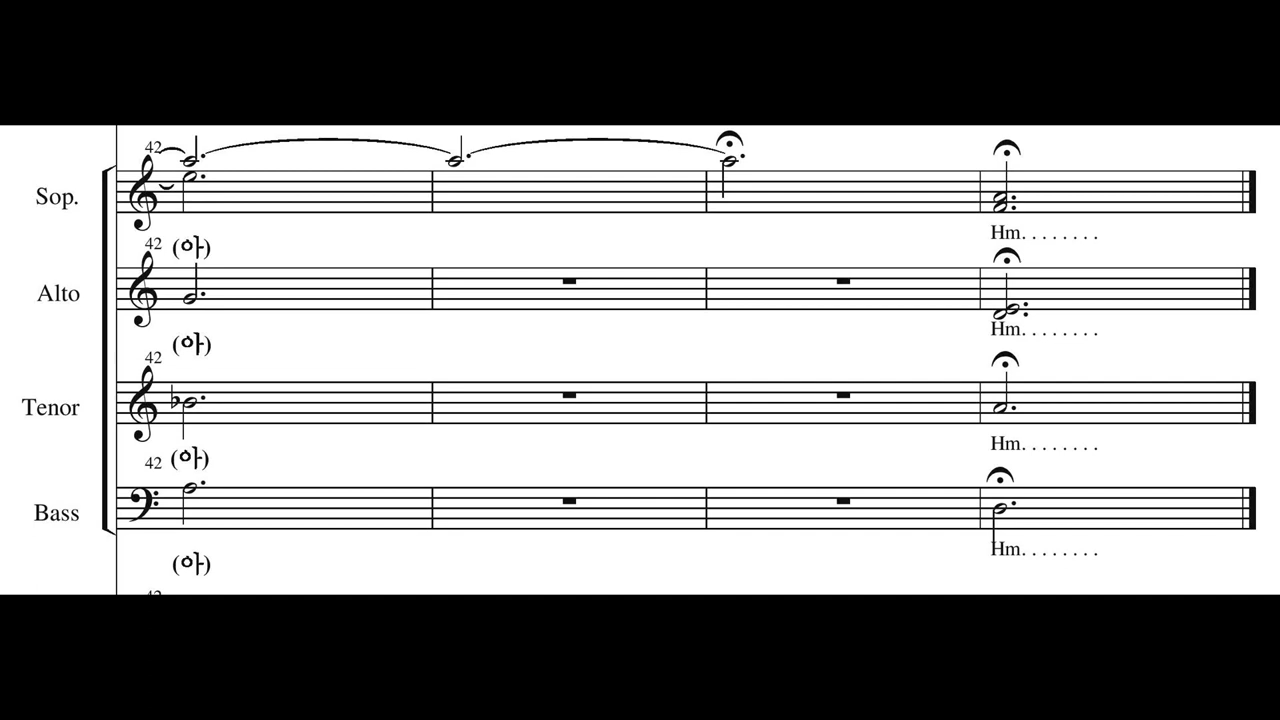 42
Sop.
(아)
Hm. . . . . . . .
42
Alto
(아)
Hm. . . . . . . .
42
Tenor
(아)
Hm. . . . . . . .
42
Bass
(아)
Hm. . . . . . . .